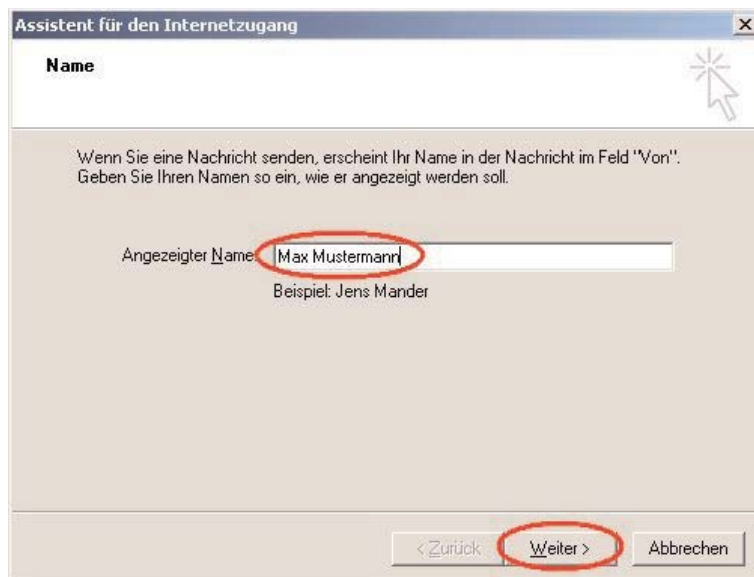 Assistent für den Internetzugang
Name
Wenn Sie eine Nachricht senden, erscheint Ihr Name in der Nachricht im Feld "Von".
Geben Sie Ihren Namen so ein, wie er angezeigt werden soll.
Angezeigter Name: Max Mustermann
Beispiel: Jens Mander
< Zurück Weiter > Abbrechen